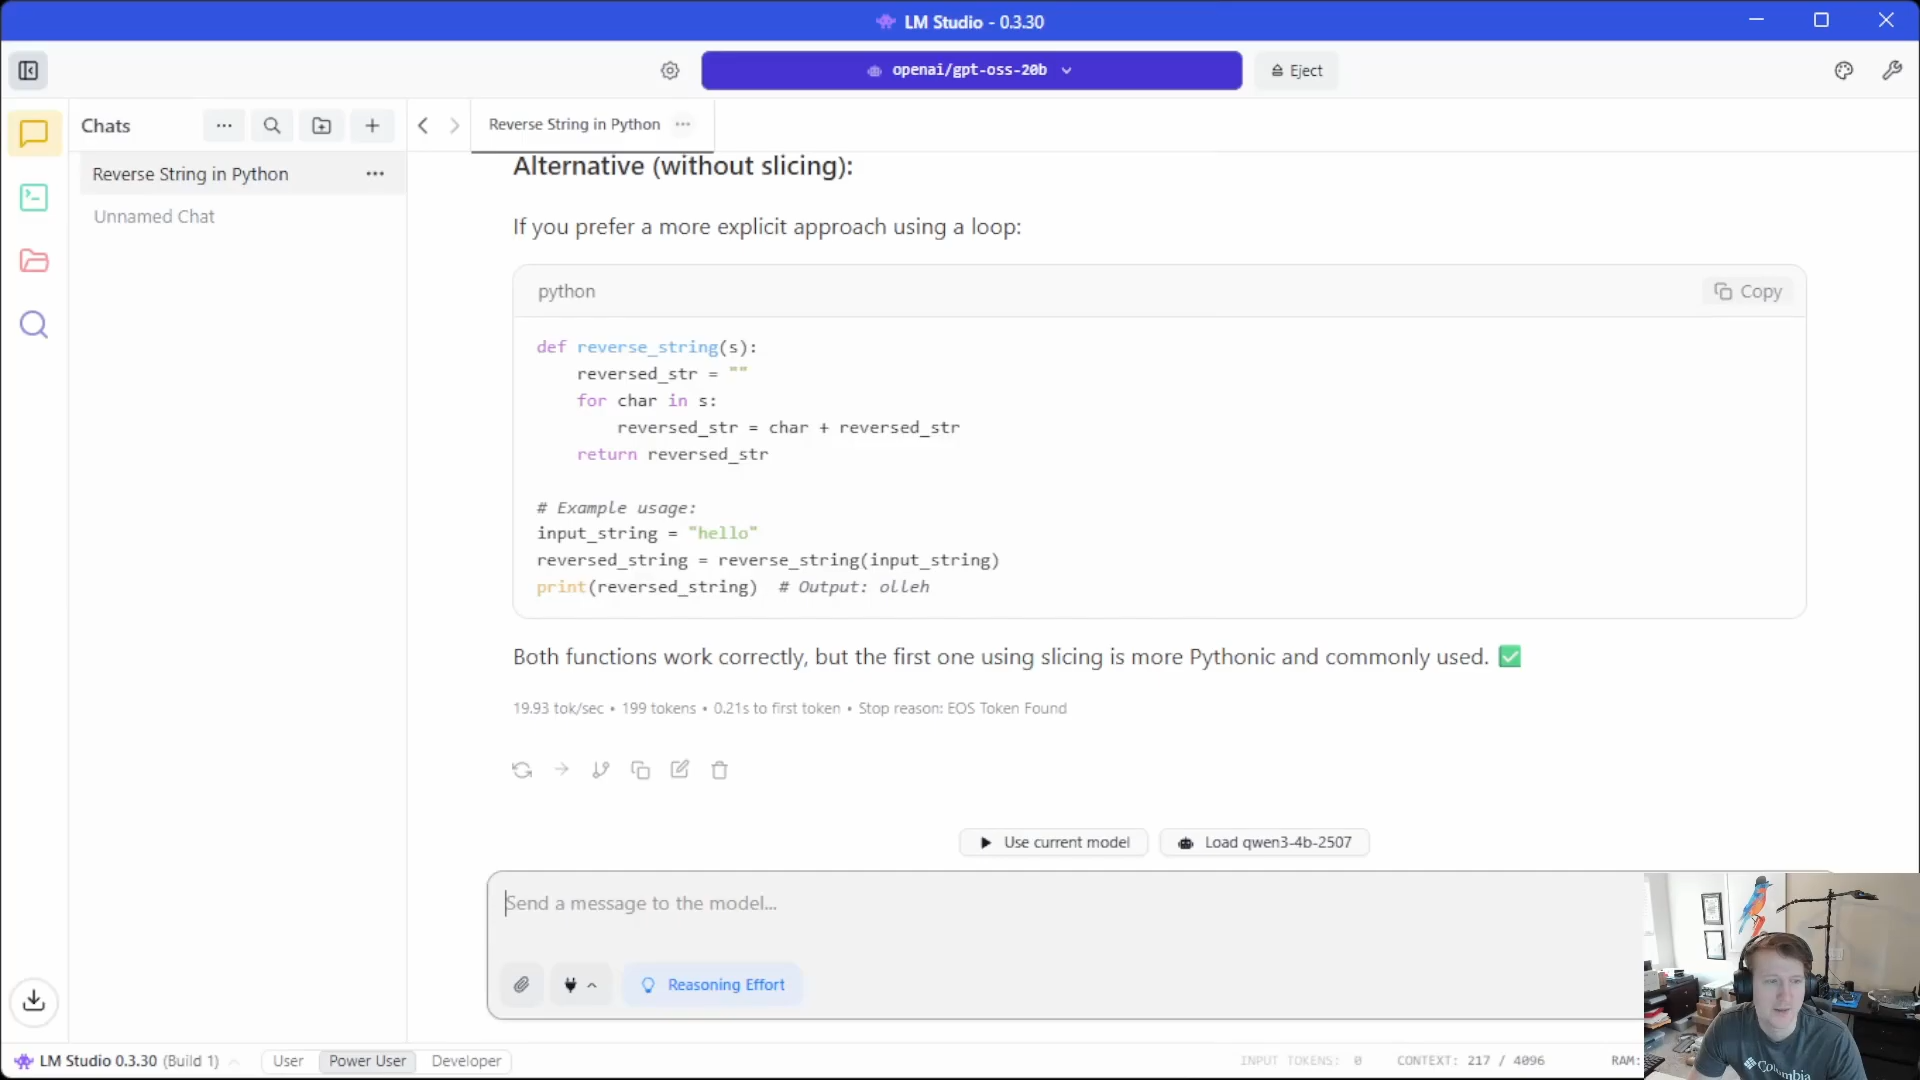 LM Studio - 0.3.30
openai/gpt-oss-20b
Eject
Chats
Reverse String in Python
Reverse String in Python
Unnamed Chat
Alternative (without slicing):
If you prefer a more explicit approach using a loop:
python
Copy
def reverse_string(s):
    reversed_str = ""
    for char in s:
        reversed_str = char + reversed_str
    return reversed_str
# Example usage:
input_string = "hello"
reversed_string = reverse_string(input_string)
print(reversed_string)  # Output: olleh
Both functions work correctly, but the first one using slicing is more Pythonic and commonly used. ✅
19.93 tok/sec • 199 tokens • 0.21s to first token • Stop reason: EOS Token Found
Use current model
Load qwen3-4b-2507
Send a message to the model...
Reasoning Effort
LM Studio 0.3.30 (Build 1)
User
Power User
Developer
INPUT TOKENS: 0
CONTEXT: 217 / 4096
RAM:
Columbia